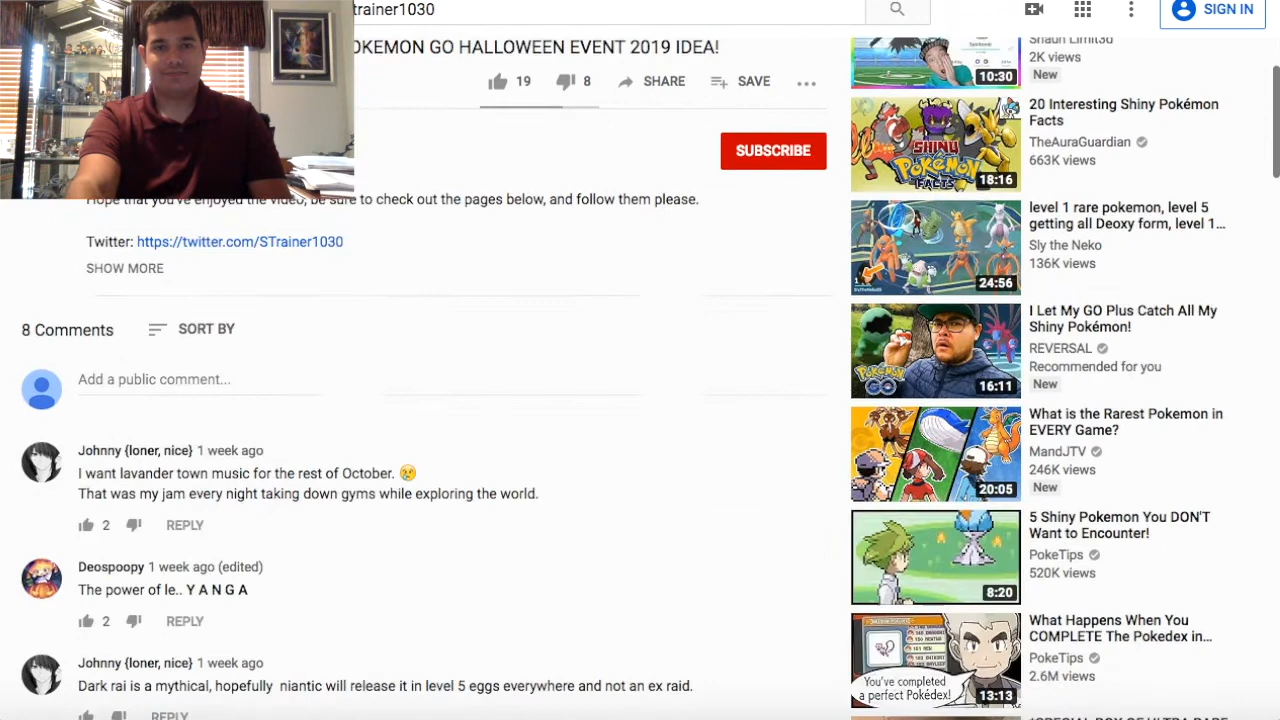 trainer1030
SIGN IN
OKEMON GO HALLOWEEN EVENT 2019 IDEA!
19
8
SHARE
SAVE
SUBSCRIBE
Hope that you've enjoyed the video, be sure to check out the pages below, and follow them please.
Twitter: https://twitter.com/STrainer1030
SHOW MORE
8 Comments
SORT BY
Add a public comment...
Johnny {loner, nice} 1 week ago
I want lavander town music for the rest of October. 😢
That was my jam every night taking down gyms while exploring the world.
2
REPLY
Deospoopy 1 week ago (edited)
The power of le.. Y A N G A
2
REPLY
Johnny {loner, nice} 1 week ago
Dark rai is a mythical, hopefully niantic will release it in level 5 eggs everywhere and not an ex raid.
REPLY
10:30
Shaun Limit3d
2K views
New
SHINY
Pokémon
FACTS
18:16
20 Interesting Shiny Pokémon
Facts
TheAuraGuardian
663K views
24:56
level 1 rare pokemon, level 5
getting all Deoxy form, level 1...
Sly the Neko
136K views
POKÉMON
GO
16:11
I Let My GO Plus Catch All My
Shiny Pokémon!
REVERSAL
Recommended for you
New
20:05
What is the Rarest Pokemon in
EVERY Game?
MandJTV
246K views
New
8:20
5 Shiny Pokemon You DON'T
Want to Encounter!
PokeTips
520K views
You've completed
a perfect Pokédex!
13:13
What Happens When You
COMPLETE The Pokedex in...
PokeTips
2.6M views